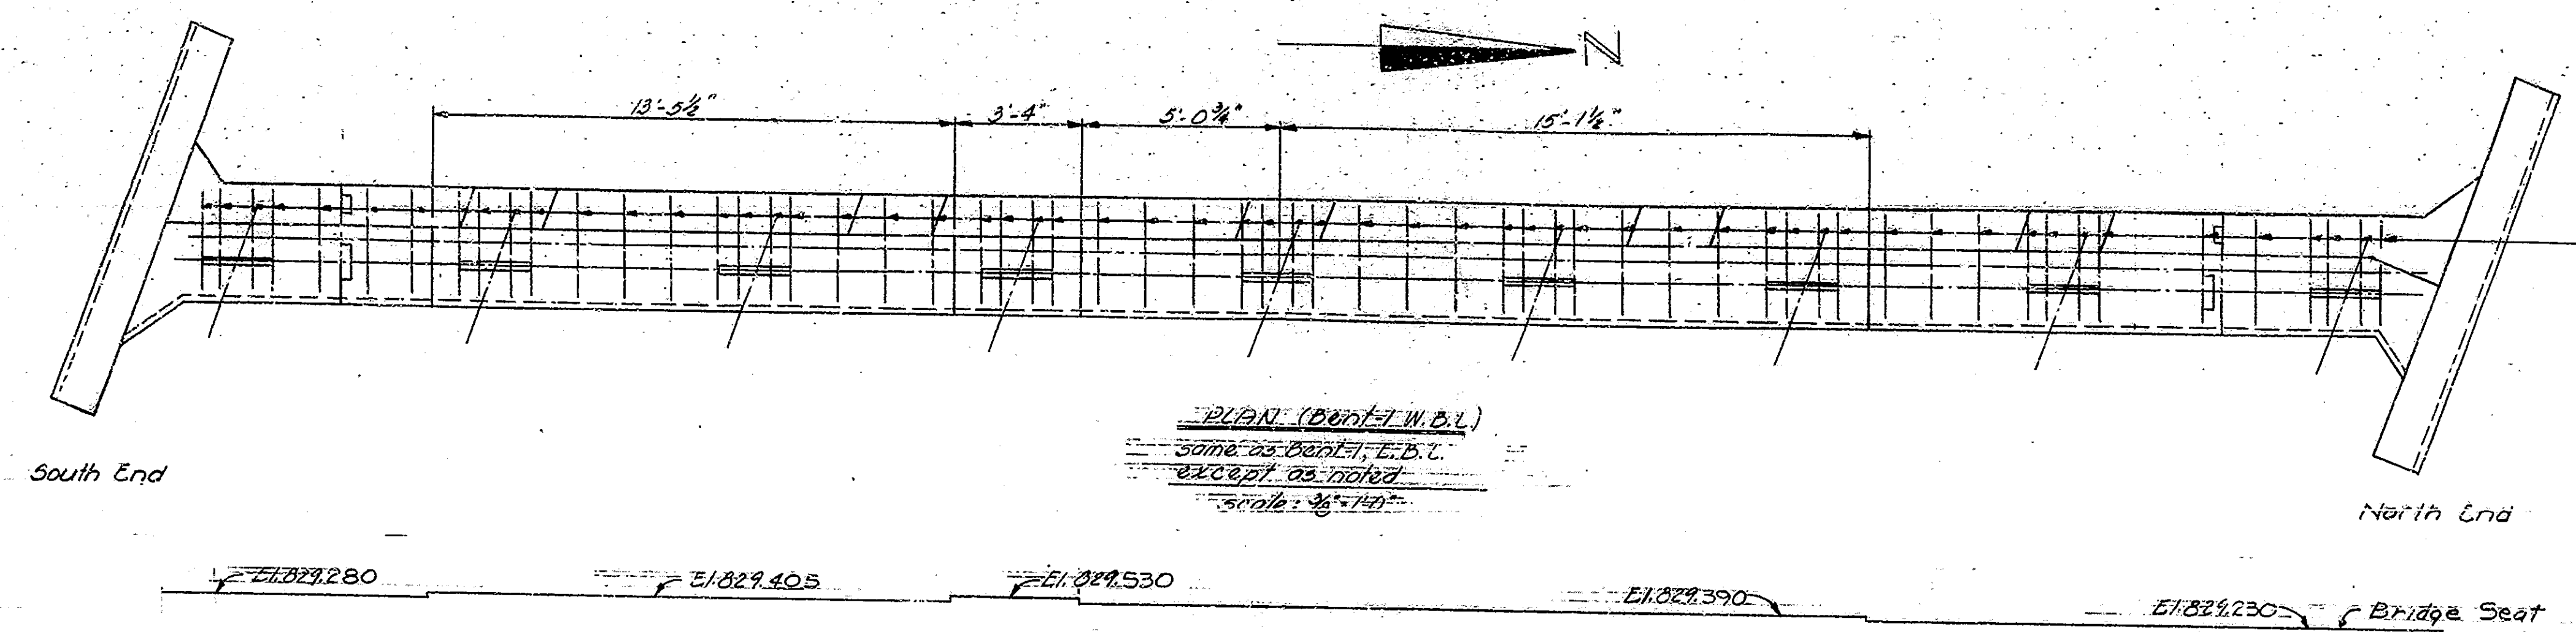 N
13'-5½" 3'-4" 5'-0¾" 15'-1½"
PLAN (Bent-1 W.B.L.)
same as Bent-1, E.B.L.
except as noted
scale: ⅜"=1'-0"
South End
North End
El. 829.280 El. 829.405 El. 829.530 El. 829.390 El. 829.230 Bridge Seat